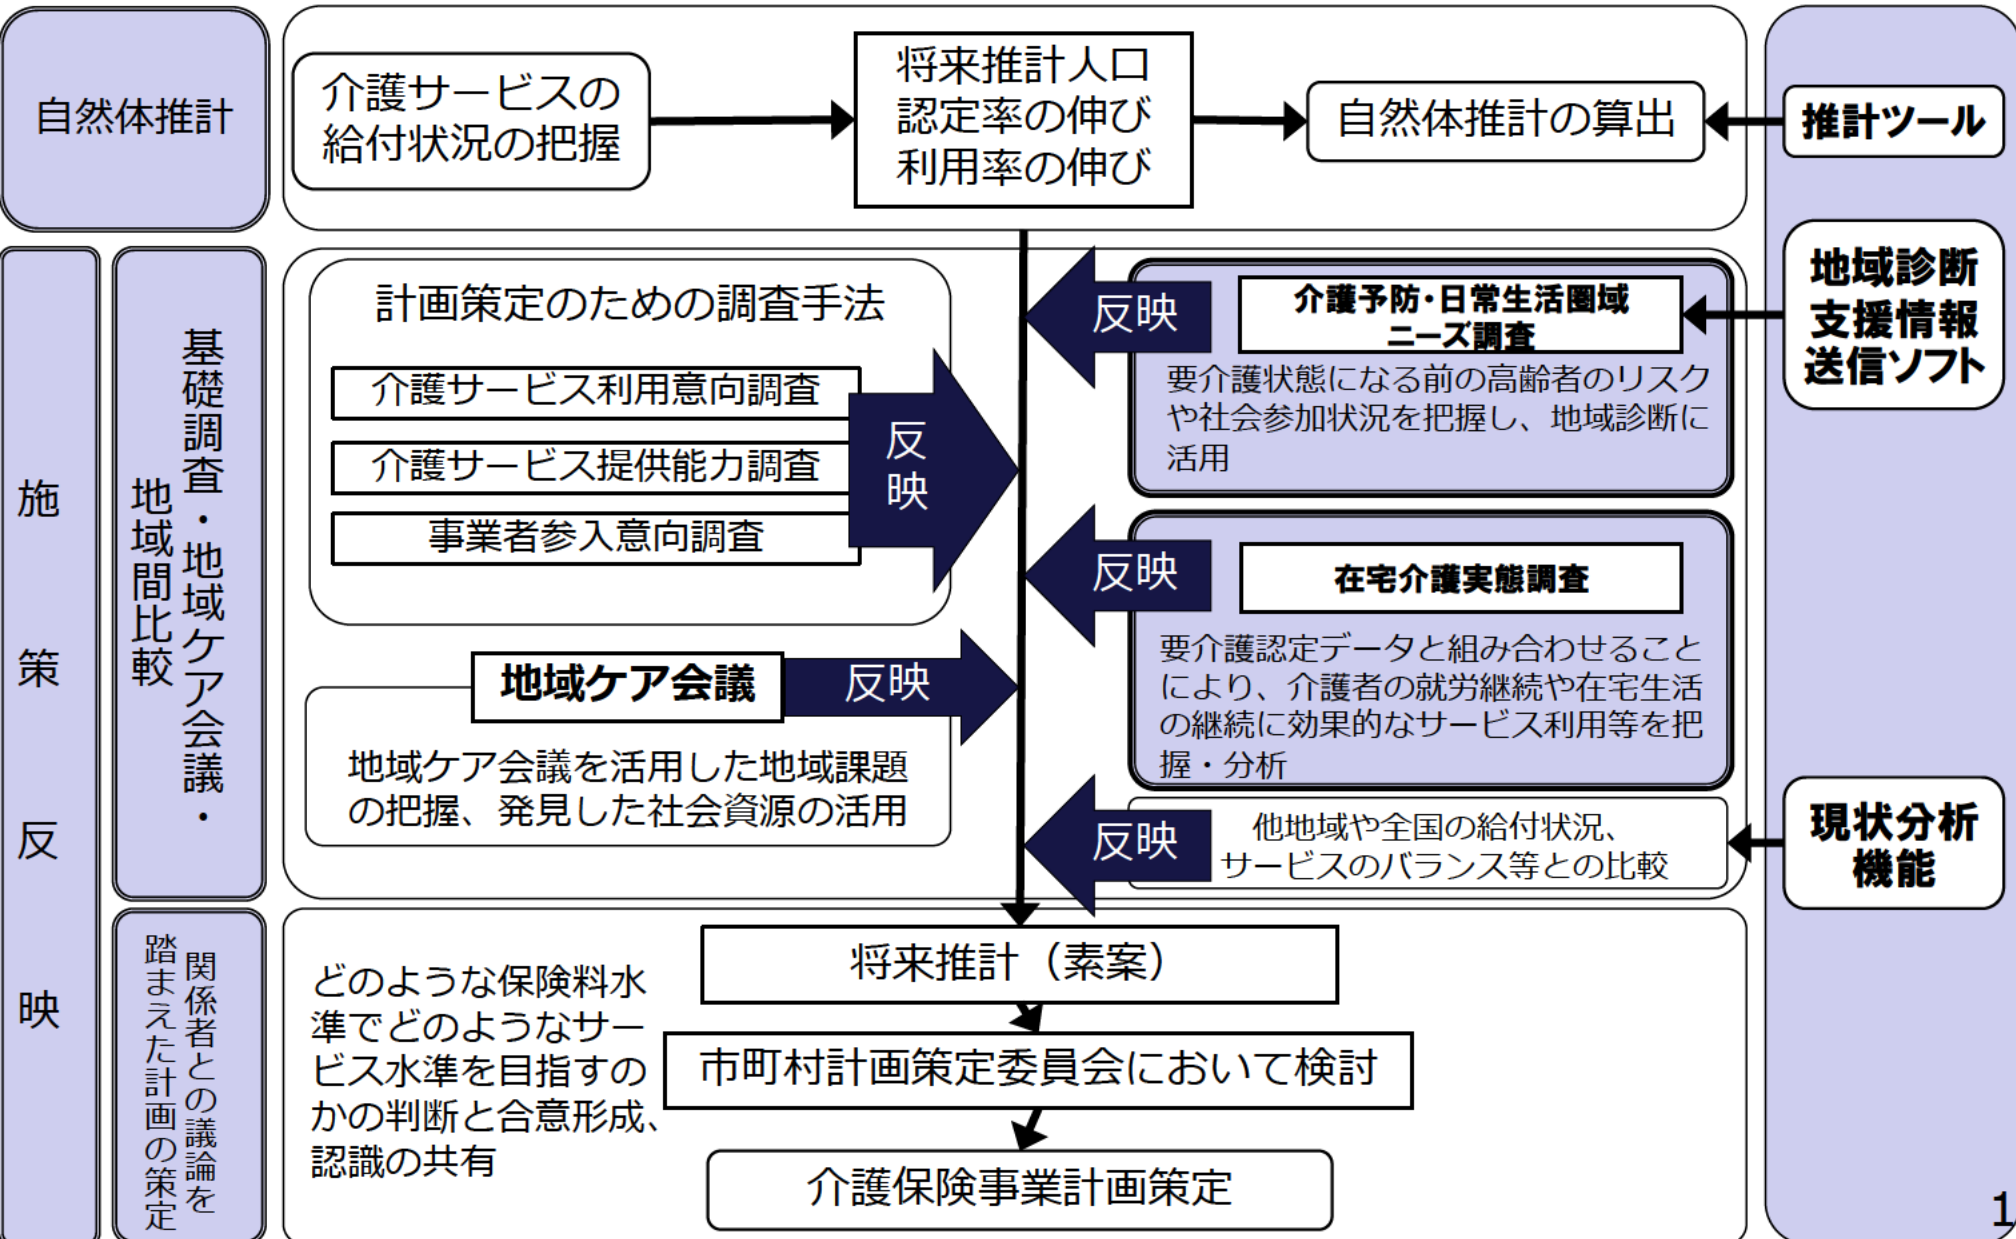 自然体推計
介護サービスの
給付状況の把握
将来推計人口
認定率の伸び
利用率の伸び
自然体推計の算出
推計ツール
施策反映
基礎調査・地域ケア会議・
地域間比較
計画策定のための調査手法
介護サービス利用意向調査
介護サービス提供能力調査
事業者参入意向調査
反映
反映
介護予防・日常生活圏域
ニーズ調査
要介護状態になる前の高齢者のリスク
や社会参加状況を把握し、地域診断に
活用
地域診断
支援情報
送信ソフト
反映
在宅介護実態調査
要介護認定データと組み合わせること
により、介護者の就労継続や在宅生活
の継続に効果的なサービス利用等を把
握・分析
地域ケア会議
反映
地域ケア会議を活用した地域課題
の把握、発見した社会資源の活用
反映
他地域や全国の給付状況、
サービスのバランス等との比較
現状分析
機能
関係者との議論を
踏まえた計画の策定
どのような保険料水
準でどのようなサー
ビス水準を目指すの
かの判断と合意形成、
認識の共有
将来推計（素案）
市町村計画策定委員会において検討
介護保険事業計画策定
1